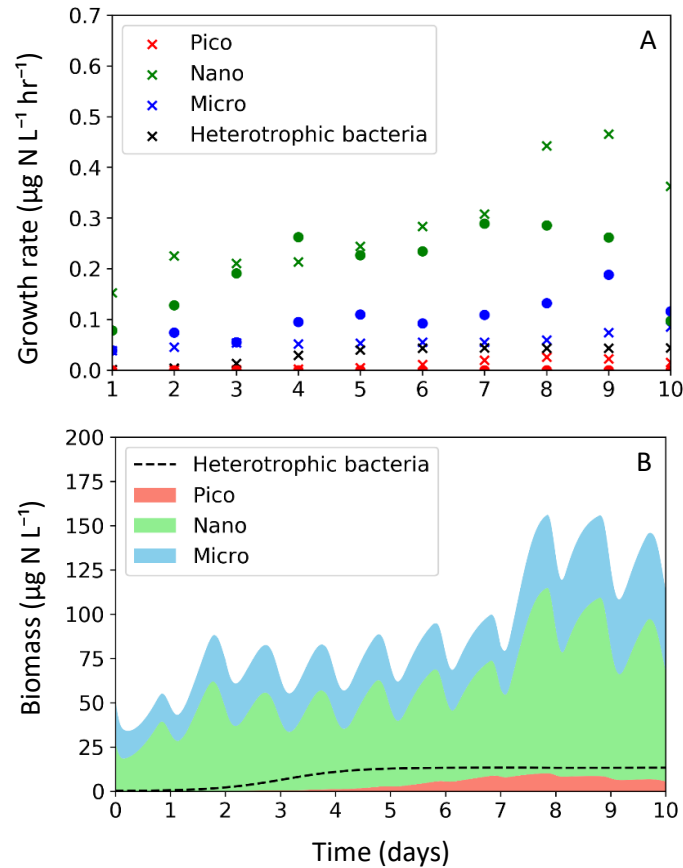 A
Growth rate (µg N L⁻¹ hr⁻¹)
0.7
0.6
0.5
0.4
0.3
0.2
0.1
0.0
Pico
Nano
Micro
Heterotrophic bacteria
1 2 3 4 5 6 7 8 9 10
B
Biomass (µg N L⁻¹)
200
175
150
125
100
75
50
25
0
Heterotrophic bacteria
Pico
Nano
Micro
0 1 2 3 4 5 6 7 8 9 10
Time (days)